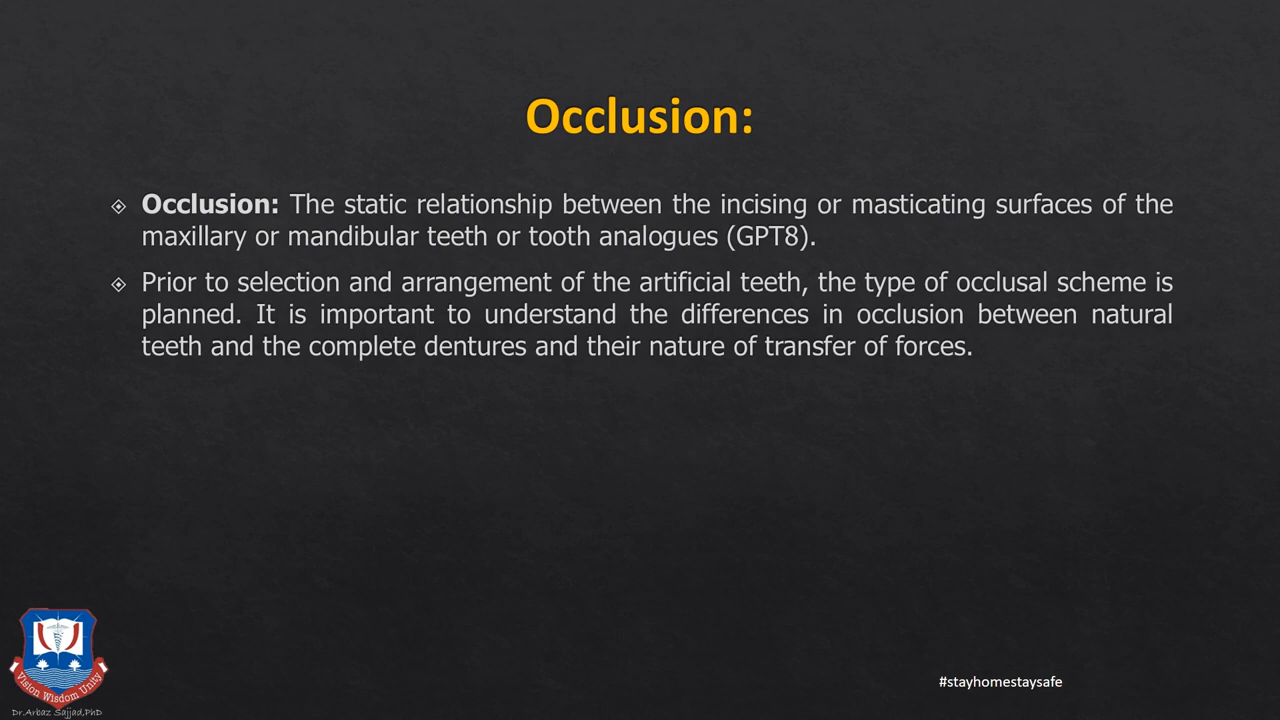 Occlusion:
Occlusion: The static relationship between the incising or masticating surfaces of the
maxillary or mandibular teeth or tooth analogues (GPT8).
Prior to selection and arrangement of the artificial teeth, the type of occlusal scheme is
planned. It is important to understand the differences in occlusion between natural
teeth and the complete dentures and their nature of transfer of forces.
Vision Wisdom Unity
Dr.Arbaz Sajjad,PhD
#stayhomestaysafe